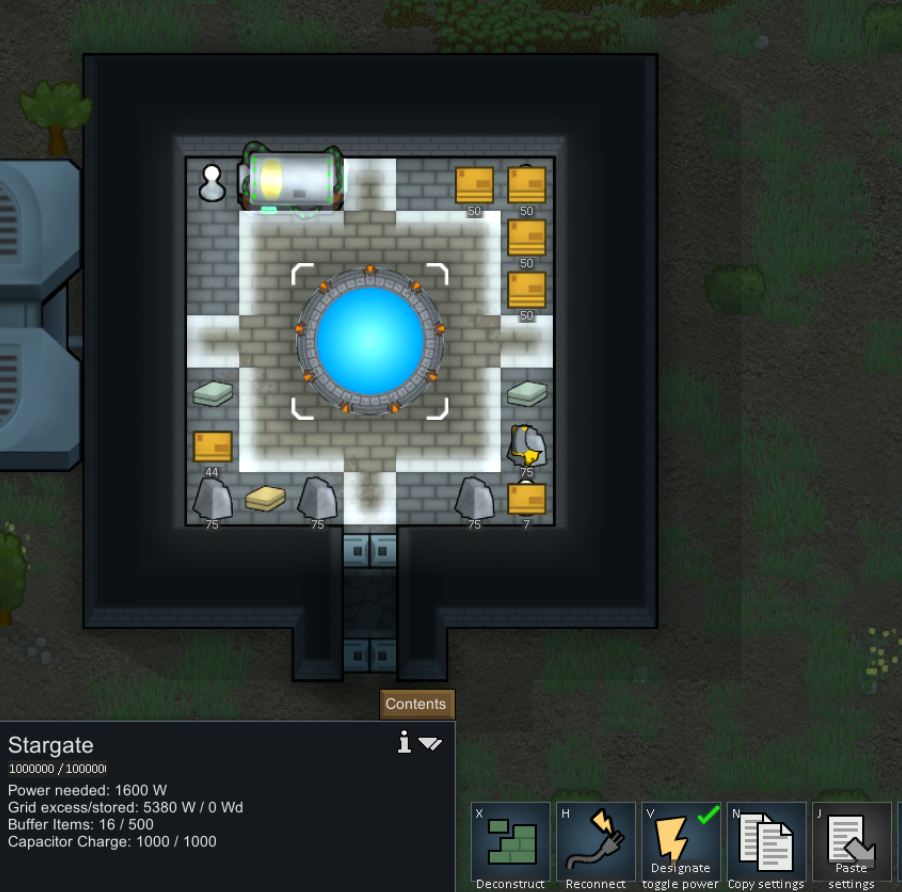 50
50
50
50
44
75
75
75
75
7
Contents
Stargate
1000000 / 100000
Power needed: 1600 W
Grid excess/stored: 5380 W / 0 Wd
Buffer Items: 16 / 500
Capacitor Charge: 1000 / 1000
X
Deconstruct
H
Reconnect
V
Designate
toggle power
N
Copy settings
J
Paste
settings